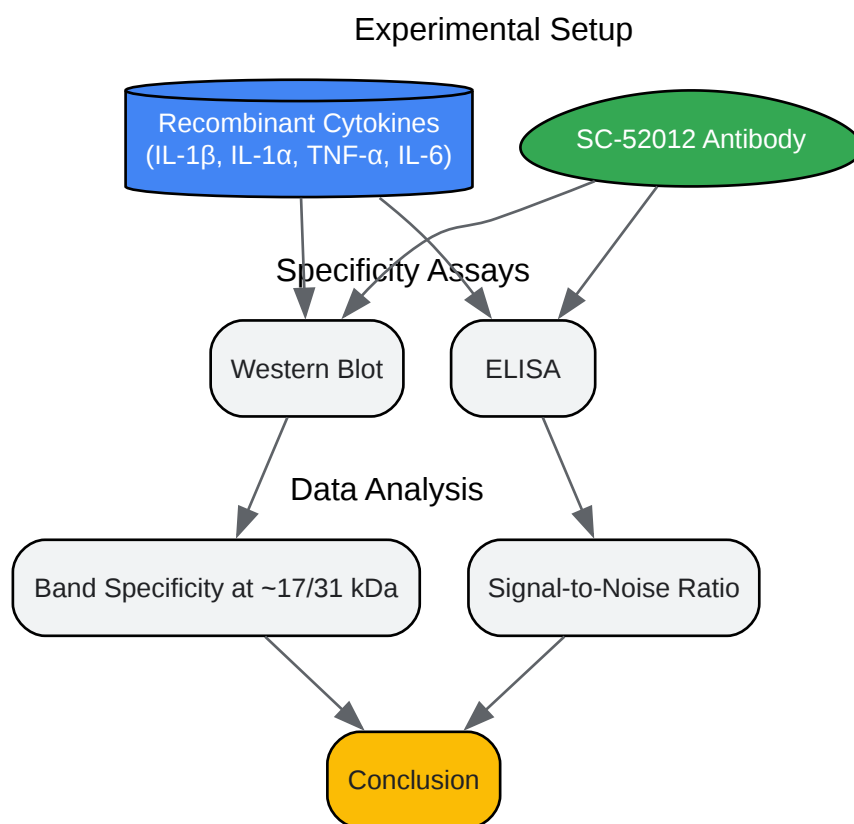 Experimental Setup
Recombinant Cytokines
(IL-1β, IL-1α, TNF-α, IL-6)
SC-52012 Antibody
Specificity Assays
Western Blot
ELISA
Data Analysis
Band Specificity at ~17/31 kDa
Signal-to-Noise Ratio
Conclusion